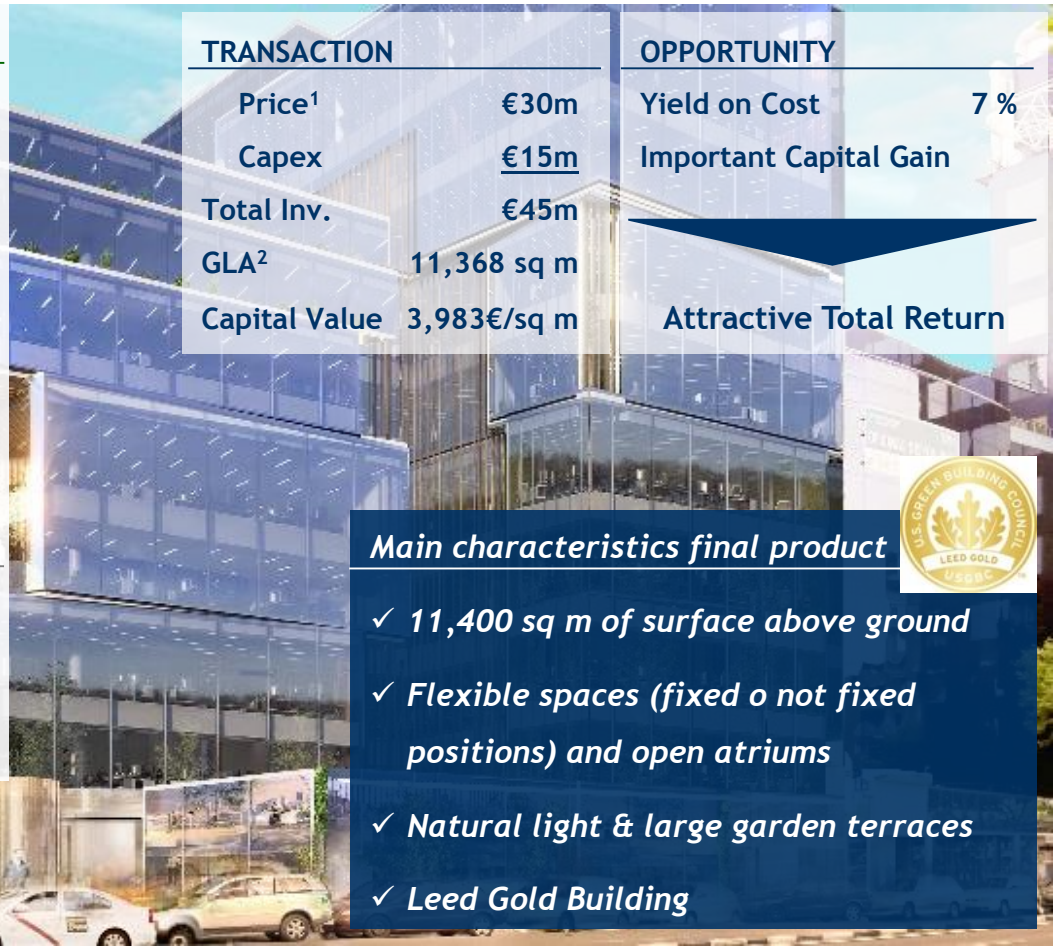 TRANSACTION
Price¹ €30m
Capex €15m
Total Inv. €45m
GLA² 11,368 sq m
Capital Value 3,983€/sq m
OPPORTUNITY
Yield on Cost 7 %
Important Capital Gain
Attractive Total Return
Main characteristics final product
U.S. GREEN BUILDING COUNCIL
LEED GOLD
USGBC
✓ 11,400 sq m of surface above ground
✓ Flexible spaces (fixed o not fixed
positions) and open atriums
✓ Natural light & large garden terraces
✓ Leed Gold Building